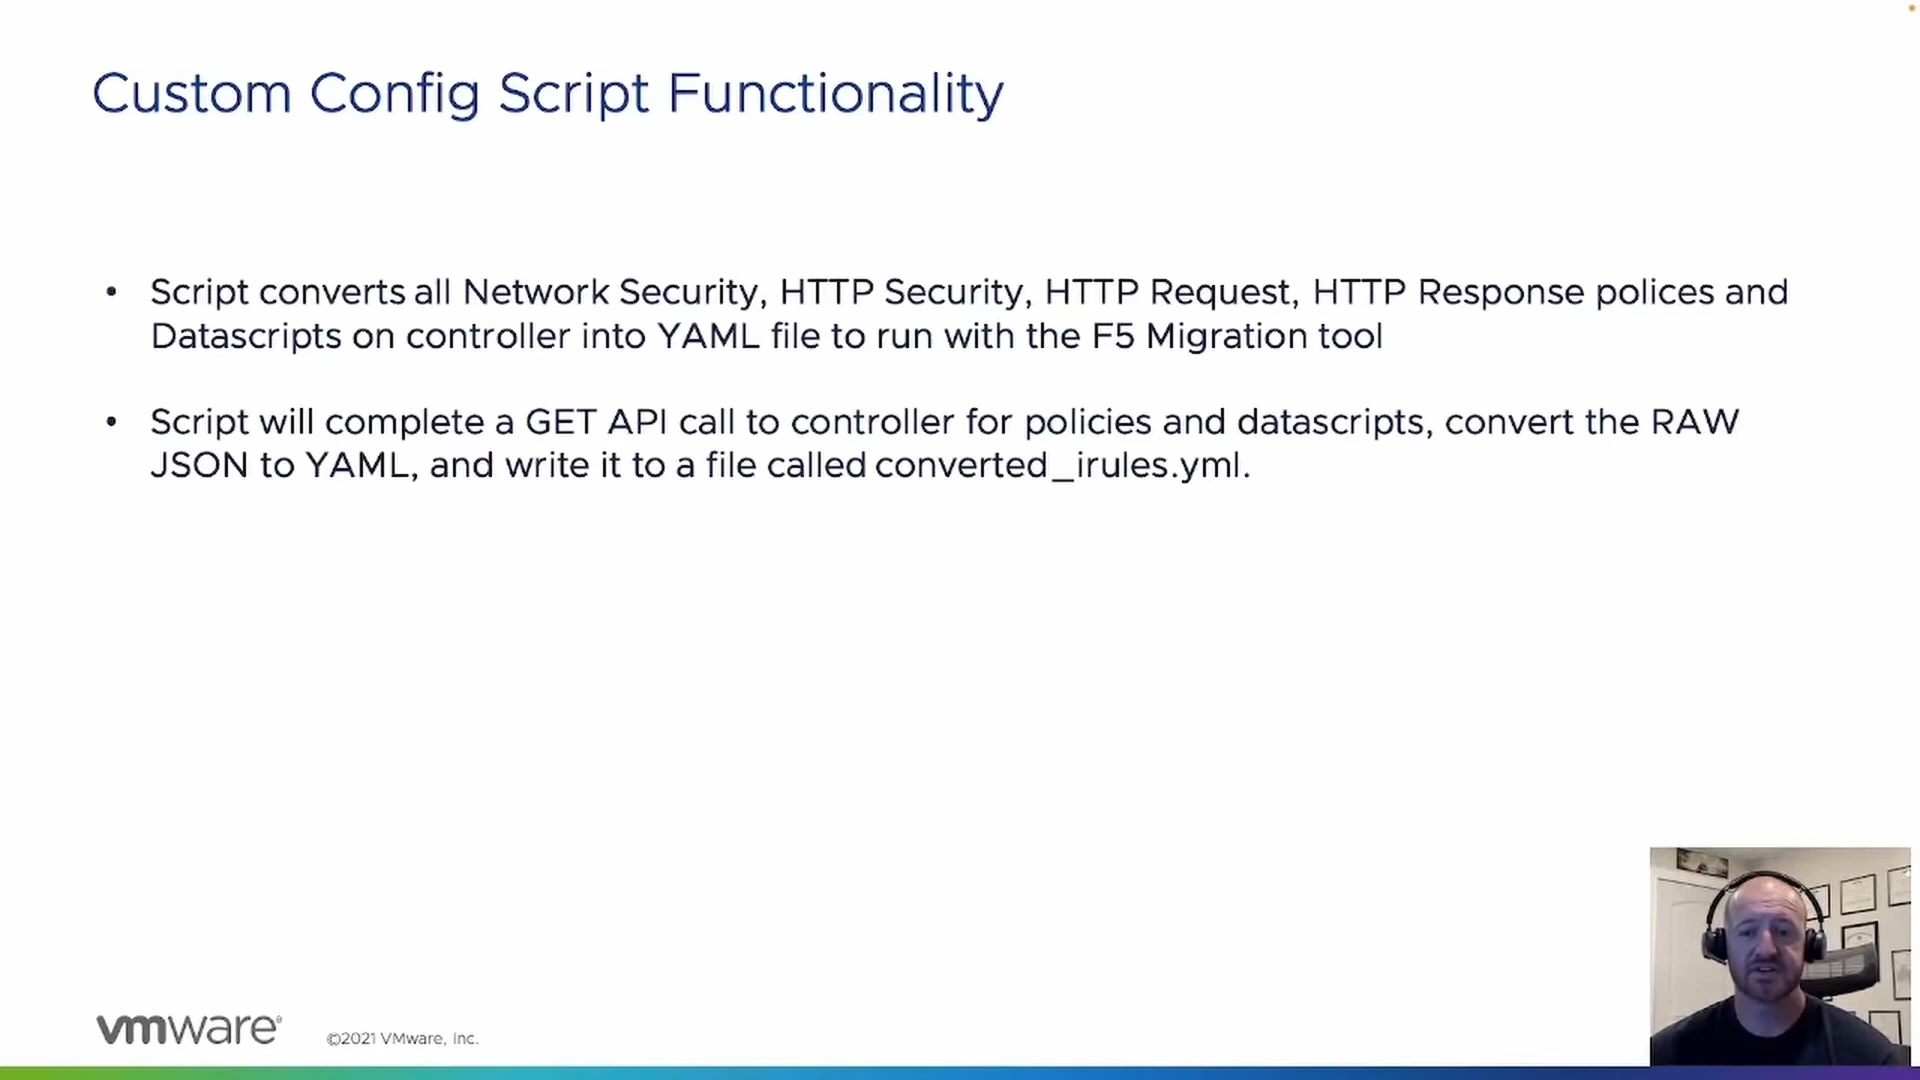 Custom Config Script Functionality
• Script converts all Network Security, HTTP Security, HTTP Request, HTTP Response polices and
Datascripts on controller into YAML file to run with the F5 Migration tool
• Script will complete a GET API call to controller for policies and datascripts, convert the RAW
JSON to YAML, and write it to a file called converted_irules.yml.
vmware®
©2021 VMware, Inc.